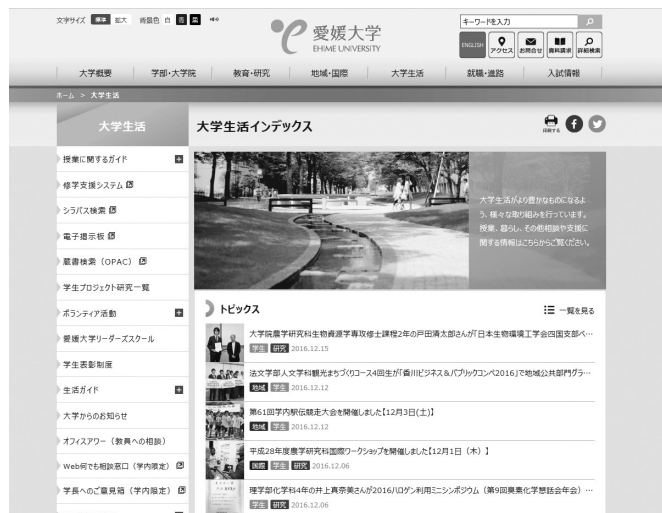 文字サイズ 標準 拡大 背景色 白 青 黒
愛媛大学
EHIME UNIVERSITY
キーワードを入力
ENGLISH アクセス お問合せ 資料請求 詳細検索
大学概要 学部・大学院 教育・研究 地域・国際 大学生活 就職・進路 入試情報
ホーム > 大学生活
大学生活
大学生活インデックス
印刷する
授業に関するガイド
修学支援システム
シラバス検索
電子掲示板
蔵書検索（OPAC）
学生プロジェクト研究一覧
ボランティア活動
愛媛大学リーダーズスクール
学生表彰制度
生活ガイド
大学からのお知らせ
オフィスアワー（教員への相談）
Web何でも相談窓口（学内限定）
学長へのご意見箱（学内限定）
大学生活がより豊かなものになるよ
う、様々な取り組みを行っています。
授業、暮らし、その他相談や支援に
関する情報はこちらからご覧ください。
トピックス
一覧を見る
大学院農学研究科生物資源学専攻修士課程2年の戸田清太郎さんが「日本生物環境工学会四国支部ベ…
学生 研究 2016.12.15
法文学部人文学科観光まちづくりコース4回生が「香川ビジネス＆パブリックコンペ2016」で地域公共部門グラ…
地域 学生 2016.12.12
第61回学内駅伝競走大会を開催しました【12月3日(土)】
地域 学生 2016.12.12
平成28年度農学研究科国際ワークショップを開催しました【12月1日（木）】
国際 学生 研究 2016.12.06
理学部化学科4年の井上真奈美さんが2016ハロゲン利用ミニシンポジウム（第9回臭素化学懇話会年会）…
学生 研究 2016.12.06